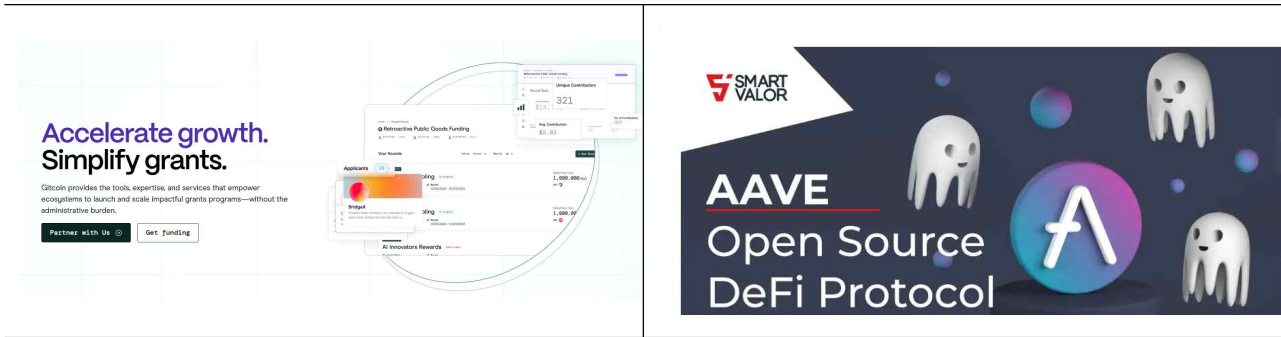 Accelerate growth.
Simplify grants.
Gitcoin provides the tools, expertise, and services that empower
ecosystems to launch and scale impactful grants programs—without the
administrative burden.
Partner with Us
Get funding
Unique Contributors
321
Avg Contribution
$5.93
Retroactive Public Goods Funding
Your Rounds
Applicants
1,000,000
BridgeX
1,000,00
AI Innovators Rewards
SMART
VALOR
AAVE
Open Source
DeFi Protocol